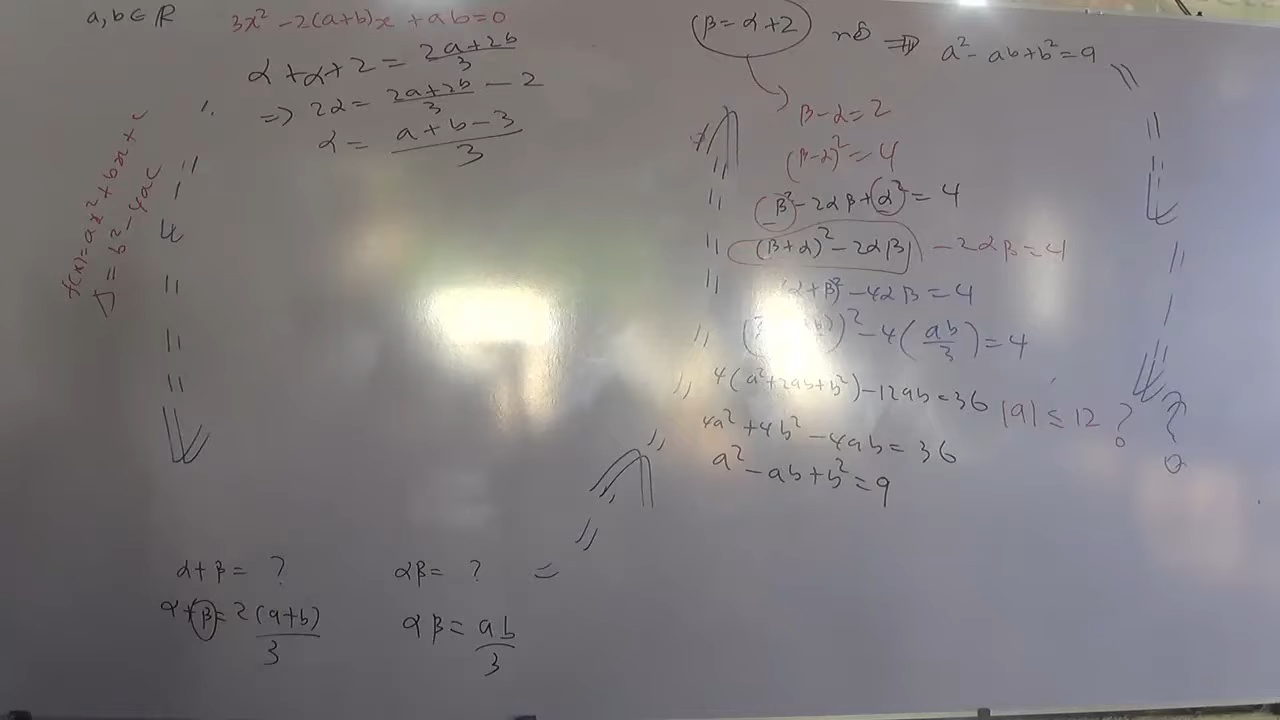 a, b ∈ ℝ
3x² - 2(a+b)x + ab = 0
α + α + 2 = (2a+2b)/3
⇒ 2α = (2a+2b)/3 - 2
α = (a+b-3)/3
f(x) = ax² + bx + c
Δ = b² - 4ac
α + β = ?
α + β = 2(a+b)/3
αβ = ?
αβ = ab/3
(β = α + 2)
⇒ a² - ab + b² = 9
β - α = 2
(β - α)² = 4
β² - 2αβ + α² = 4
(β + α)² - 2αβ - 2αβ = 4
(α + β)² - 4αβ = 4
)² - 4(ab/3) = 4
4(a² + 2ab + b²) - 12ab = 36
4a² + 4b² - 4ab = 36
a² - ab + b² = 9
|a| ≤ 12 ? ?